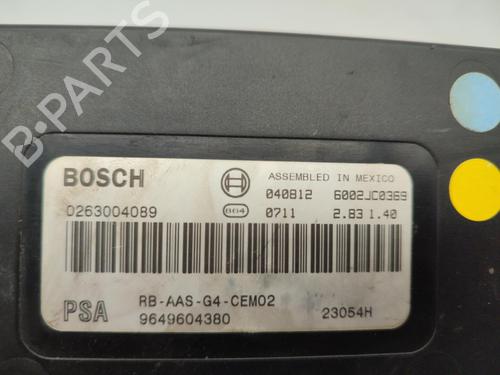 B-PARTS
BOSCH
ASSEMBLED IN MEXICO
040812 6002JC0369
0263004089
864 0711 2.83 1.40
PSA
RB-AAS-G4-CEM02
9649604380
23054H